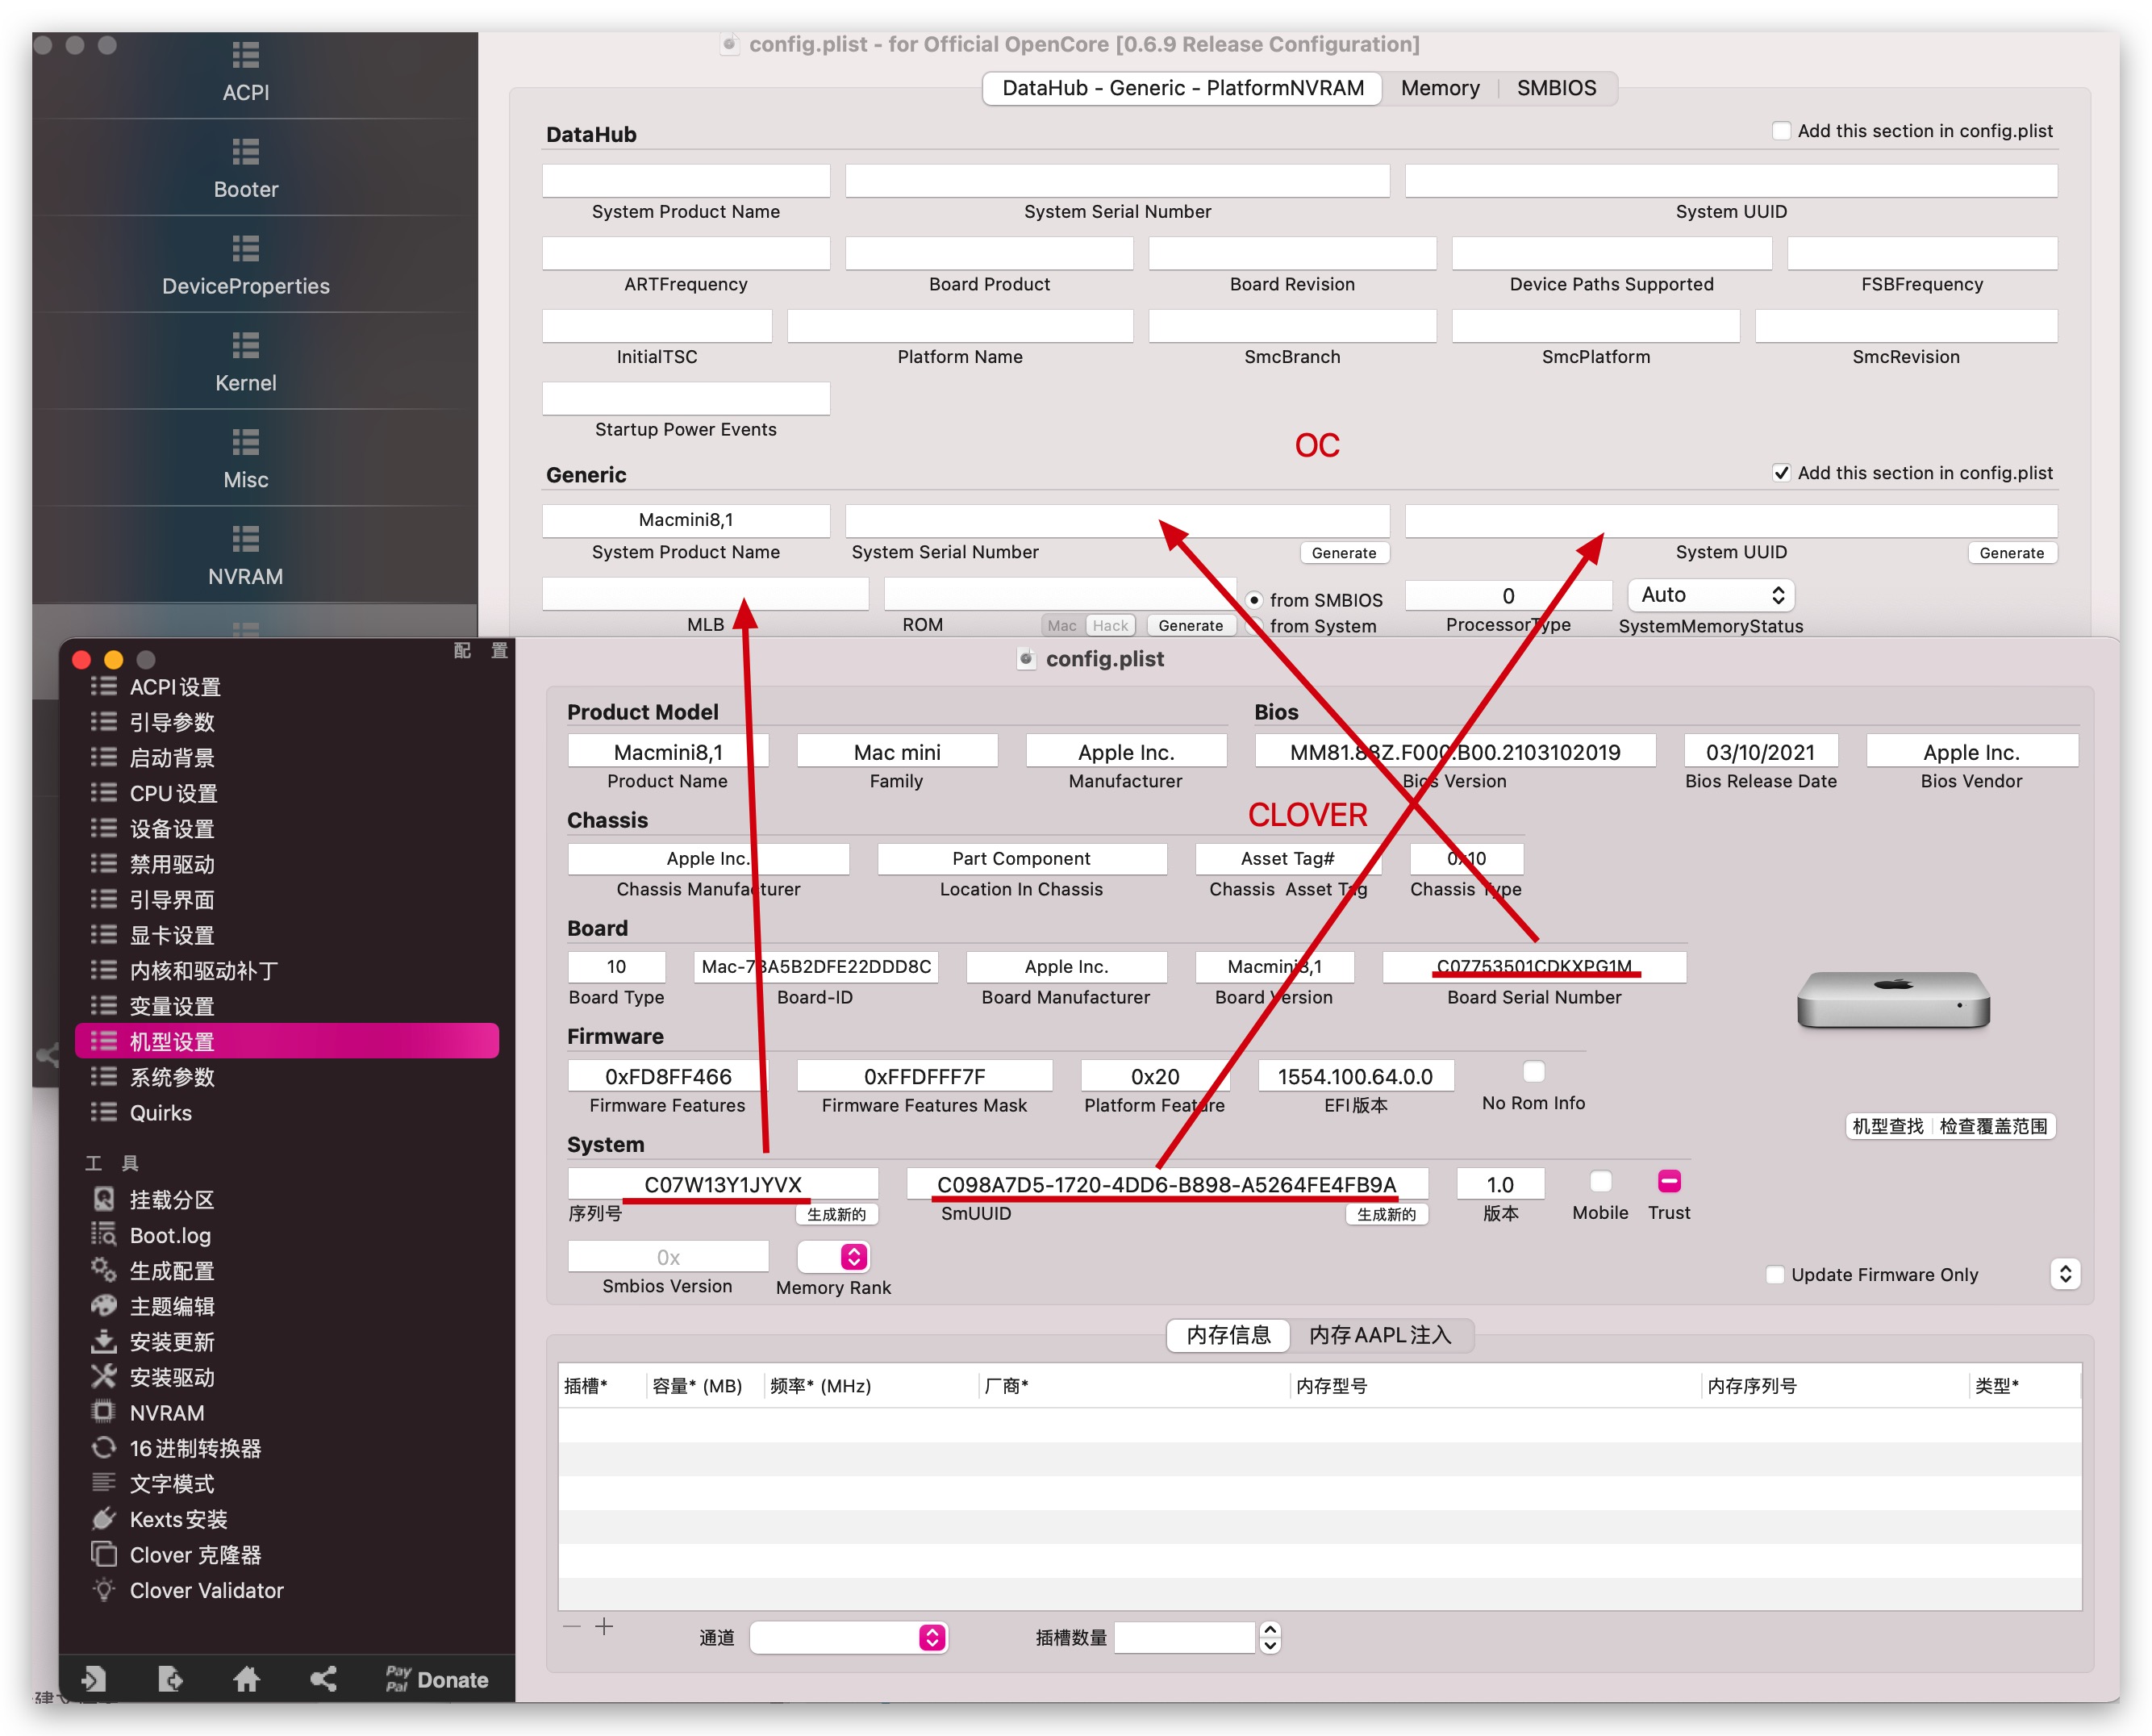 config.plist - for Official OpenCore [0.6.9 Release Configuration]
ACPI
Booter
DeviceProperties
Kernel
Misc
NVRAM
DataHub - Generic - PlatformNVRAM
Memory
SMBIOS
DataHub
Add this section in config.plist
System Product Name
System Serial Number
System UUID
ARTFrequency
Board Product
Board Revision
Device Paths Supported
FSBFrequency
InitialTSC
Platform Name
SmcBranch
SmcPlatform
SmcRevision
Startup Power Events
OC
Generic
Add this section in config.plist
Macmini8,1
System Product Name
System Serial Number
Generate
System UUID
Generate
MLB
ROM
Mac
Hack
Generate
from SMBIOS
from System
0
ProcessorType
Auto
SystemMemoryStatus
配 置
ACPI设置
引导参数
启动背景
CPU设置
设备设置
禁用驱动
引导界面
显卡设置
内核和驱动补丁
变量设置
机型设置
系统参数
Quirks
工 具
挂载分区
Boot.log
生成配置
主题编辑
安装更新
安装驱动
NVRAM
16进制转换器
文字模式
Kexts安装
Clover 克隆器
Clover Validator
Pay
Pal
Donate
config.plist
Product Model
Macmini8,1
Product Name
Mac mini
Family
Apple Inc.
Manufacturer
Bios
MM81.88Z.F000.B00.2103102019
Bios Version
03/10/2021
Bios Release Date
Apple Inc.
Bios Vendor
CLOVER
Chassis
Apple Inc.
Chassis Manufacturer
Part Component
Location In Chassis
Asset Tag#
Chassis Asset Tag
0x10
Chassis Type
Board
10
Board Type
Mac-7BA5B2DFE22DDD8C
Board-ID
Apple Inc.
Board Manufacturer
Macmini8,1
Board Version
C07753501CDKXPG1M
Board Serial Number
Firmware
0xFD8FF466
Firmware Features
0xFFDFFF7F
Firmware Features Mask
0x20
Platform Feature
1554.100.64.0.0
EFI版本
No Rom Info
机型查找
检查覆盖范围
System
C07W13Y1JYVX
序列号
生成新的
C098A7D5-1720-4DD6-B898-A5264FE4FB9A
SmUUID
生成新的
1.0
版本
Mobile
Trust
0x
Smbios Version
Memory Rank
Update Firmware Only
内存信息
内存AAPL注入
插槽*
容量* (MB)
频率* (MHz)
厂商*
内存型号
内存序列号
类型*
通道
插槽数量